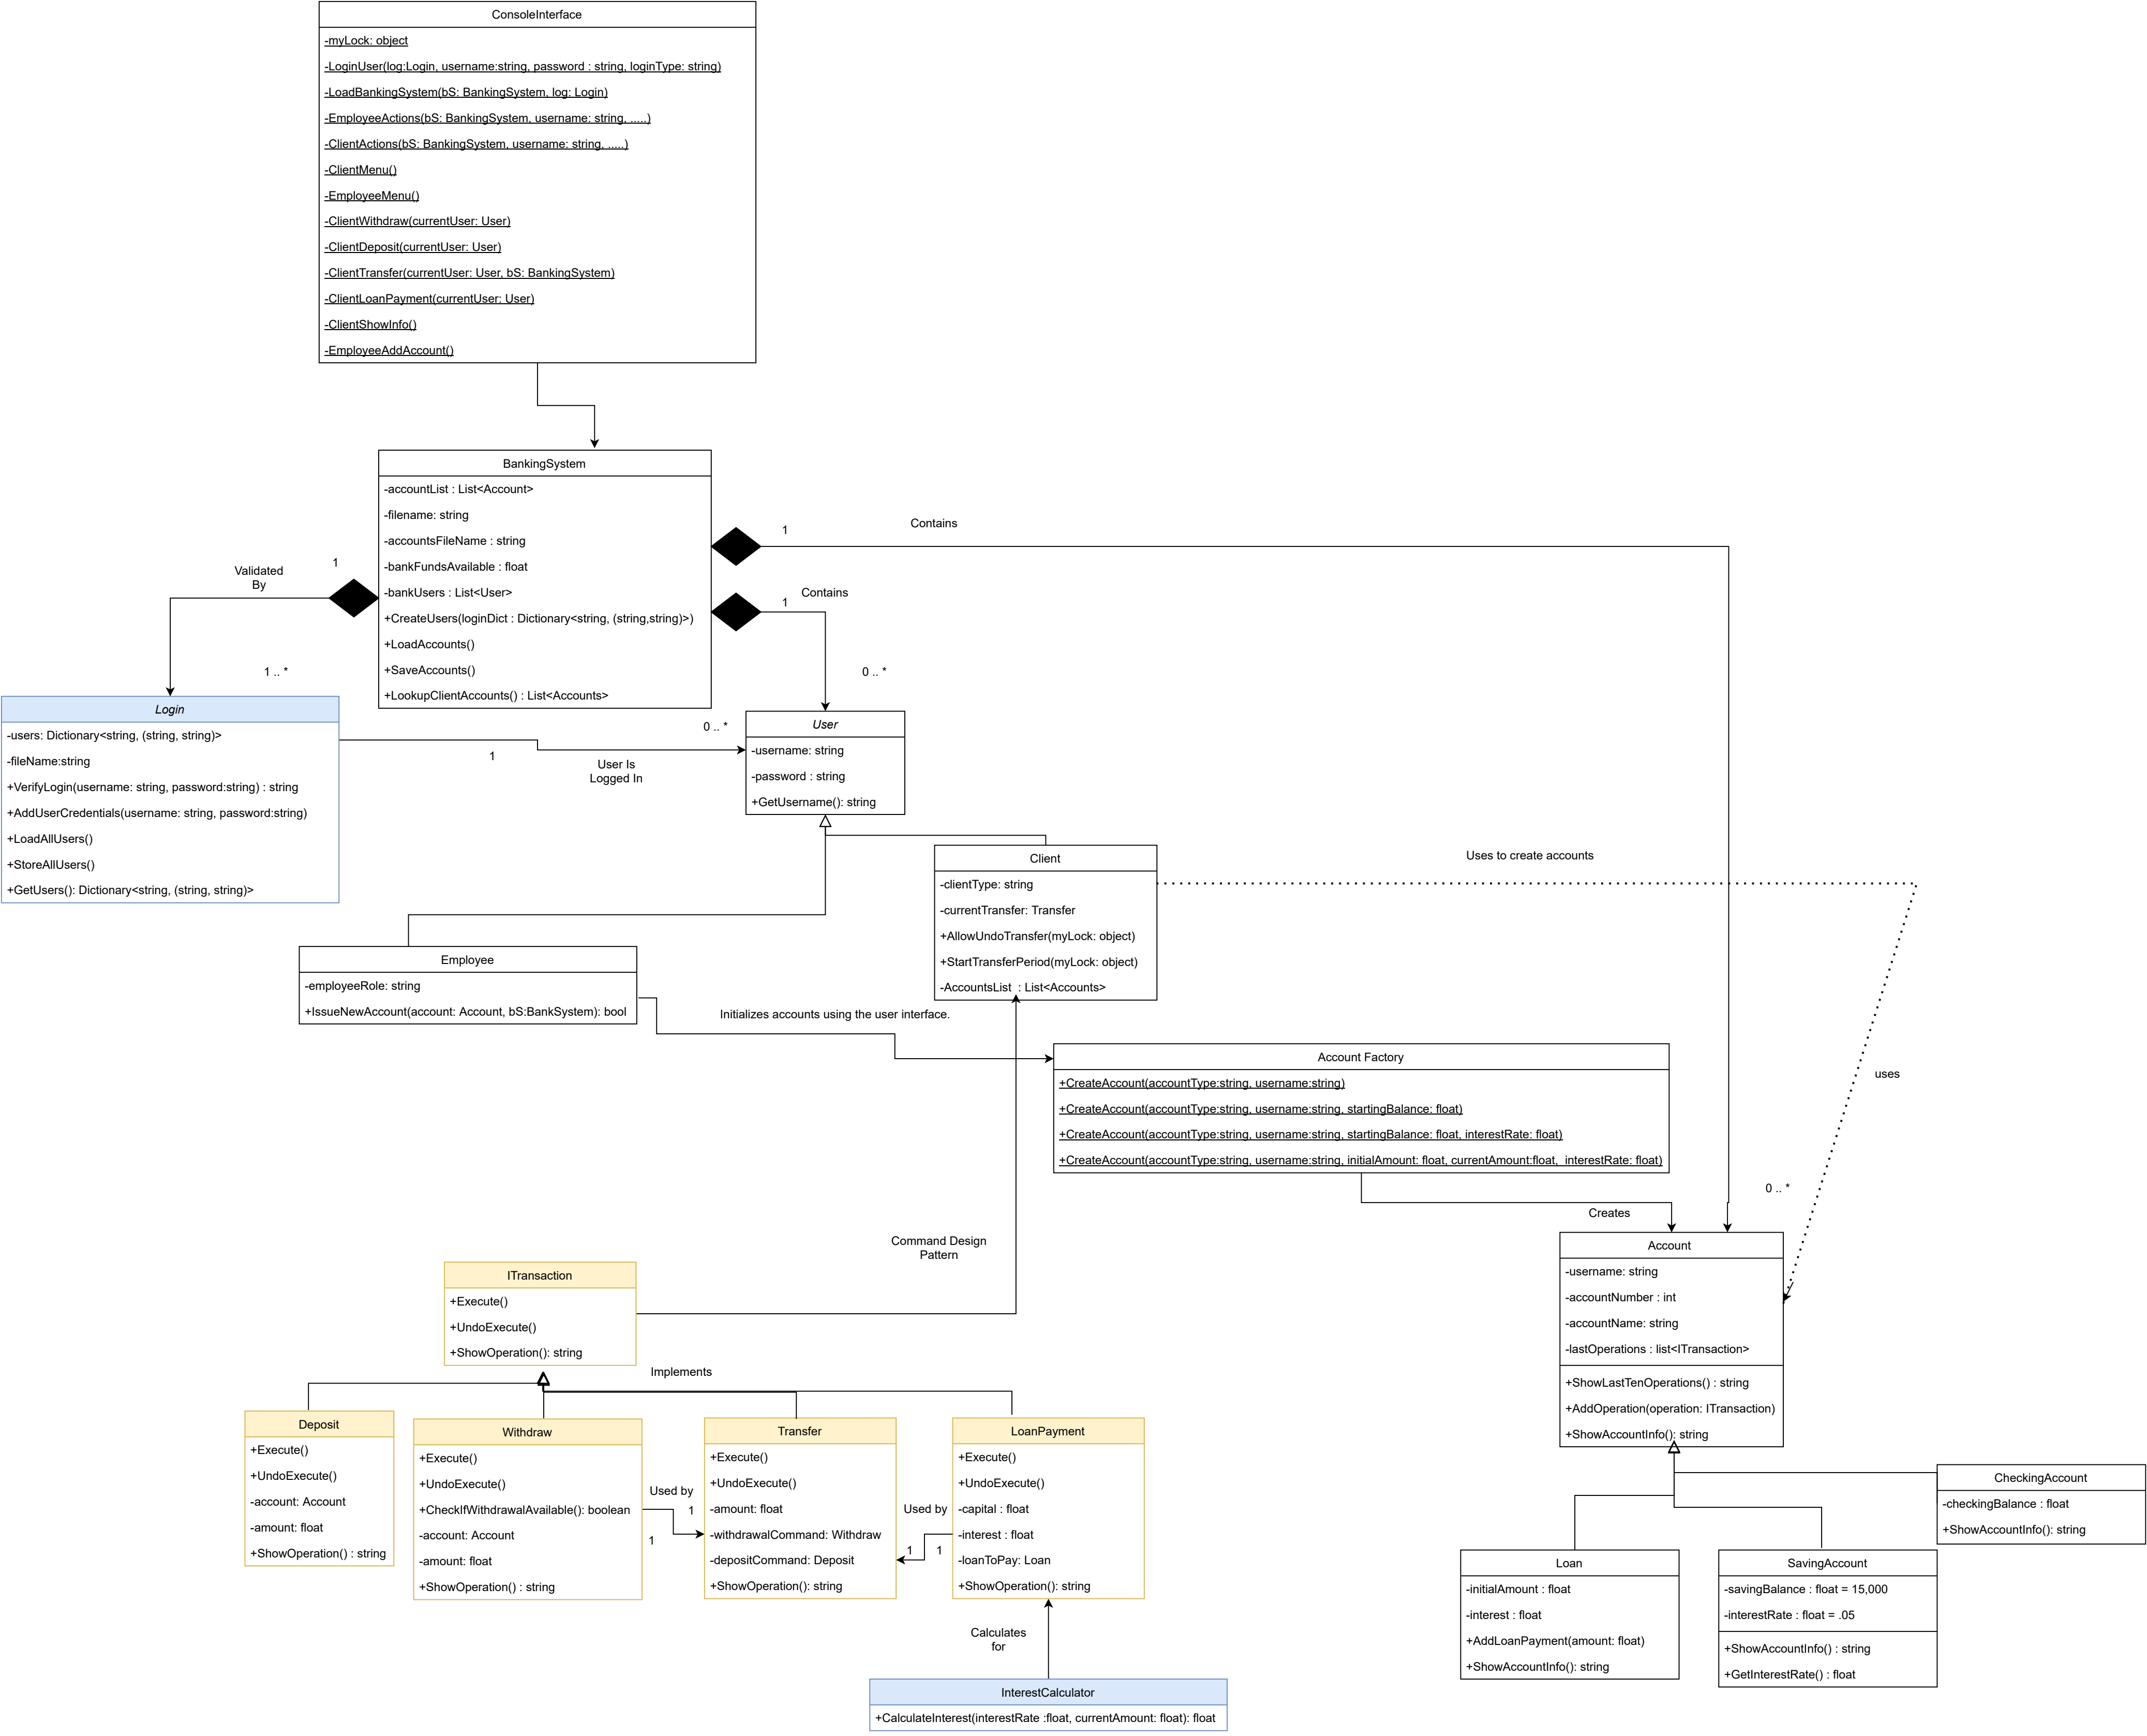 ConsoleInterface
-myLock: object
-LoginUser(log:Login, username:string, password : string, loginType: string)
-LoadBankingSystem(bS: BankingSystem, log: Login)
-EmployeeActions(bS: BankingSystem, username: string, .....)
-ClientActions(bS: BankingSystem, username: string, .....)
-ClientMenu()
-EmployeeMenu()
-ClientWithdraw(currentUser: User)
-ClientDeposit(currentUser: User)
-ClientTransfer(currentUser: User, bS: BankingSystem)
-ClientLoanPayment(currentUser: User)
-ClientShowInfo()
-EmployeeAddAccount()
BankingSystem
-accountList : List<Account>
-filename: string
-accountsFileName : string
-bankFundsAvailable : float
-bankUsers : List<User>
+CreateUsers(loginDict : Dictionary<string, (string,string)>)
+LoadAccounts()
+SaveAccounts()
+LookupClientAccounts() : List<Accounts>
1
Contains
1
Contains
0 .. *
1
Validated
By
1 .. *
Login
-users: Dictionary<string, (string, string)>
-fileName:string
+VerifyLogin(username: string, password:string) : string
+AddUserCredentials(username: string, password:string)
+LoadAllUsers()
+StoreAllUsers()
+GetUsers(): Dictionary<string, (string, string)>
1
User Is
Logged In
0 .. *
User
-username: string
-password : string
+GetUsername(): string
Client
-clientType: string
-currentTransfer: Transfer
+AllowUndoTransfer(myLock: object)
+StartTransferPeriod(myLock: object)
-AccountsList  : List<Accounts>
Uses to create accounts
uses
0 .. *
Employee
-employeeRole: string
+IssueNewAccount(account: Account, bS:BankSystem): bool
Initializes accounts using the user interface.
Account Factory
+CreateAccount(accountType:string, username:string)
+CreateAccount(accountType:string, username:string, startingBalance: float)
+CreateAccount(accountType:string, username:string, startingBalance: float, interestRate: float)
+CreateAccount(accountType:string, username:string, initialAmount: float, currentAmount:float,  interestRate: float)
Creates
Account
-username: string
-accountNumber : int
-accountName: string
-lastOperations : list<ITransaction>
+ShowLastTenOperations() : string
+AddOperation(operation: ITransaction)
+ShowAccountInfo(): string
Command Design
Pattern
ITransaction
+Execute()
+UndoExecute()
+ShowOperation(): string
Implements
Deposit
+Execute()
+UndoExecute()
-account: Account
-amount: float
+ShowOperation() : string
Withdraw
+Execute()
+UndoExecute()
+CheckIfWithdrawalAvailable(): boolean
-account: Account
-amount: float
+ShowOperation() : string
Used by
1
1
Transfer
+Execute()
+UndoExecute()
-amount: float
-withdrawalCommand: Withdraw
-depositCommand: Deposit
+ShowOperation(): string
Used by
1
1
LoanPayment
+Execute()
+UndoExecute()
-capital : float
-interest : float
-loanToPay: Loan
+ShowOperation(): string
Calculates
for
InterestCalculator
+CalculateInterest(interestRate :float, currentAmount: float): float
CheckingAccount
-checkingBalance : float
+ShowAccountInfo(): string
Loan
-initialAmount : float
-interest : float
+AddLoanPayment(amount: float)
+ShowAccountInfo(): string
SavingAccount
-savingBalance : float = 15,000
-interestRate : float = .05
+ShowAccountInfo() : string
+GetInterestRate() : float